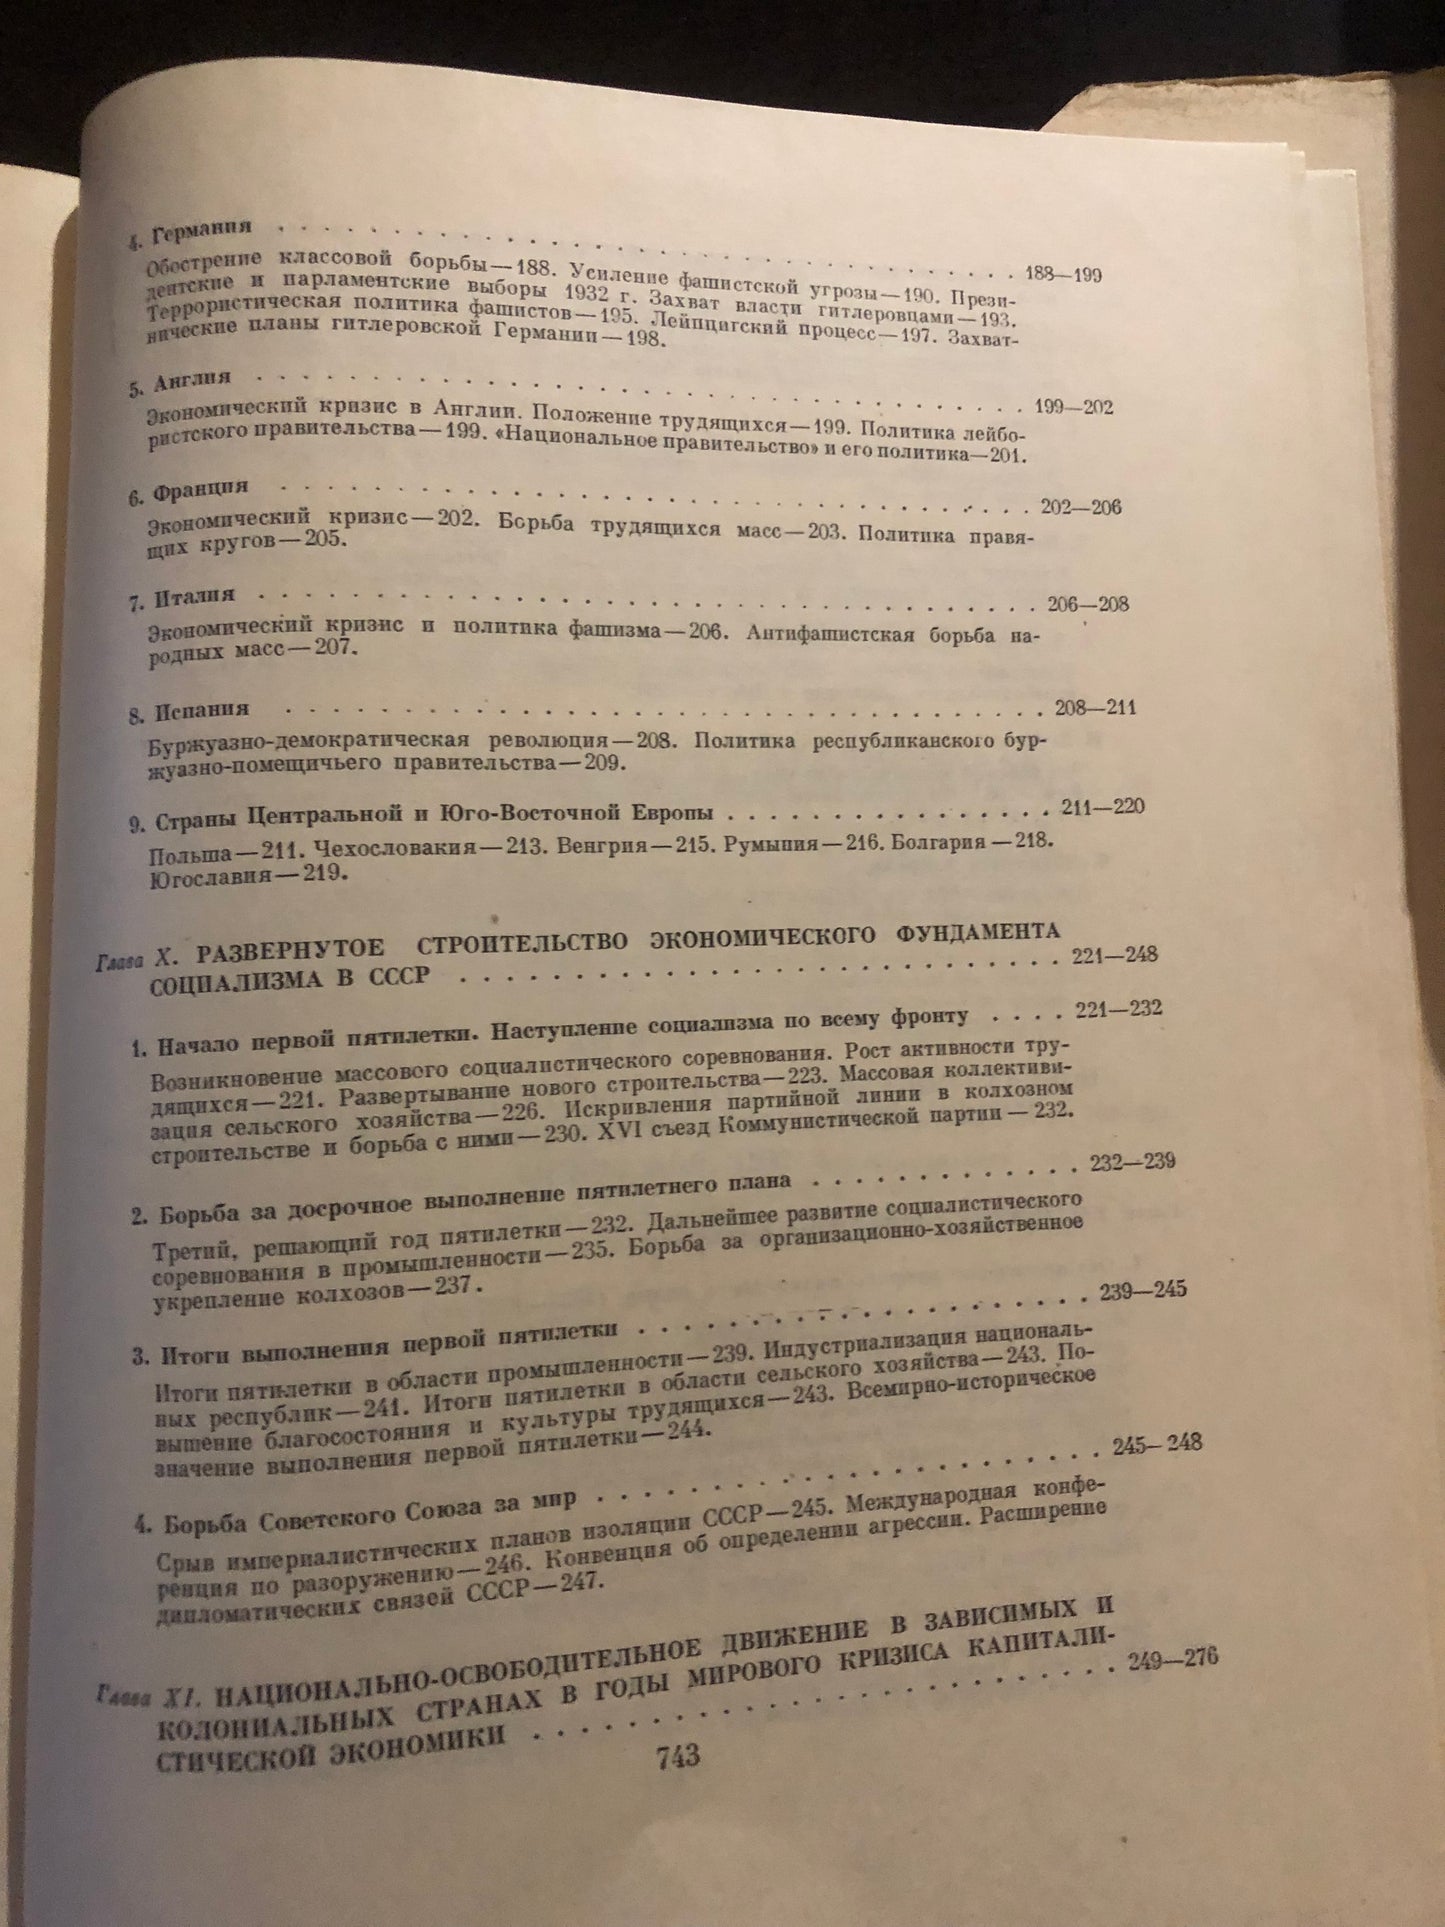 4. Германия . . . . . . . . . . . . . . . . . . . . . . . . . . . . 188—199
Обострение классовой борьбы—188. Усиление фашистской угрозы—190. Прези-
дентские и парламентские выборы 1932 г. Захват власти гитлеровцами—193.
Террористическая политика фашистов—195. Лейпцигский процесс—197. Захват-
нические планы гитлеровской Германии—198.
5. Англия . . . . . . . . . . . . . . . . . . . . . . . . . . . . 199—202
Экономический кризис в Англии. Положение трудящихся—199. Политика лейбо-
ристского правительства—199. «Национальное правительство» и его политика—201.
6. Франция . . . . . . . . . . . . . . . . . . . . . . . . . . . . 202—206
Экономический кризис—202. Борьба трудящихся масс—203. Политика правя-
щих кругов—205.
7. Италия . . . . . . . . . . . . . . . . . . . . . . . . . . . . 206—208
Экономический кризис и политика фашизма—206. Антифашистская борьба на-
родных масс—207.
8. Испания . . . . . . . . . . . . . . . . . . . . . . . . . . . . 208—211
Буржуазно-демократическая революция—208. Политика республиканского бур-
жуазно-помещичьего правительства—209.
9. Страны Центральной и Юго-Восточной Европы . . . . . . . . . . . . 211—220
Польша—211. Чехословакия—213. Венгрия—215. Румыния—216. Болгария—218.
Югославия—219.
Глава X. РАЗВЕРНУТОЕ СТРОИТЕЛЬСТВО ЭКОНОМИЧЕСКОГО ФУНДАМЕНТА
СОЦИАЛИЗМА В СССР . . . . . . . . . . . . . . . . . . . . . 221—248
1. Начало первой пятилетки. Наступление социализма по всему фронту . . . . 221—232
Возникновение массового социалистического соревнования. Рост активности тру-
дящихся—221. Развертывание нового строительства—223. Массовая коллективи-
зация сельского хозяйства—226. Искривления партийной линии в колхозном
строительстве и борьба с ними—230. XVI съезд Коммунистической партии—232.
2. Борьба за досрочное выполнение пятилетнего плана . . . . . . . . . . 232—239
Третий, решающий год пятилетки—232. Дальнейшее развитие социалистического
соревнования в промышленности—235. Борьба за организационно-хозяйственное
укрепление колхозов—237.
3. Итоги выполнения первой пятилетки . . . . . . . . . . . . . . . . 239—245
Итоги пятилетки в области промышленности—239. Индустриализация националь-
ных республик—241. Итоги пятилетки в области сельского хозяйства—243. По-
вышение благосостояния и культуры трудящихся—243. Всемирно-историческое
значение выполнения первой пятилетки—244.
4. Борьба Советского Союза за мир . . . . . . . . . . . . . . . . . 245—248
Срыв империалистических планов изоляции СССР—245. Международная конфе-
ренция по разоружению—246. Конвенция об определении агрессии. Расширение
дипломатических связей СССР—247.
Глава XI. НАЦИОНАЛЬНО-ОСВОБОДИТЕЛЬНОЕ ДВИЖЕНИЕ В ЗАВИСИМЫХ И
КОЛОНИАЛЬНЫХ СТРАНАХ В ГОДЫ МИРОВОГО КРИЗИСА КАПИТАЛИ-
СТИЧЕСКОЙ ЭКОНОМИКИ . . . . . . . . . . . . . . . . . . . . 249—276
743